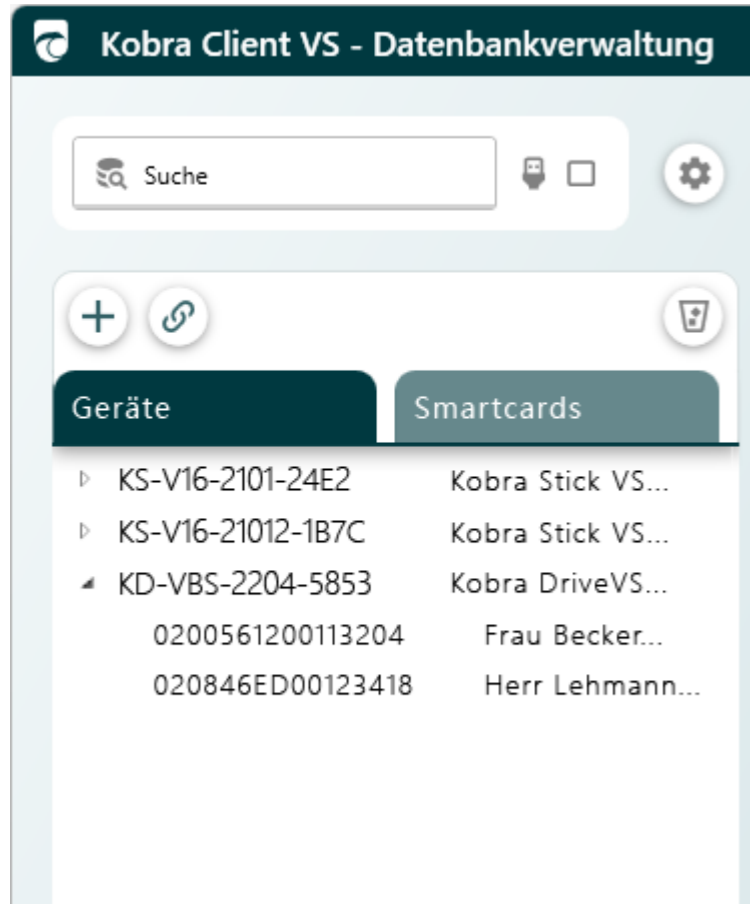 Kobra Client VS - Datenbankverwaltung
Suche
Geräte Smartcards
KS-V16-2101-24E2 Kobra Stick VS...
KS-V16-21012-1B7C Kobra Stick VS...
KD-VBS-2204-5853 Kobra DriveVS...
0200561200113204 Frau Becker...
020846ED00123418 Herr Lehmann...